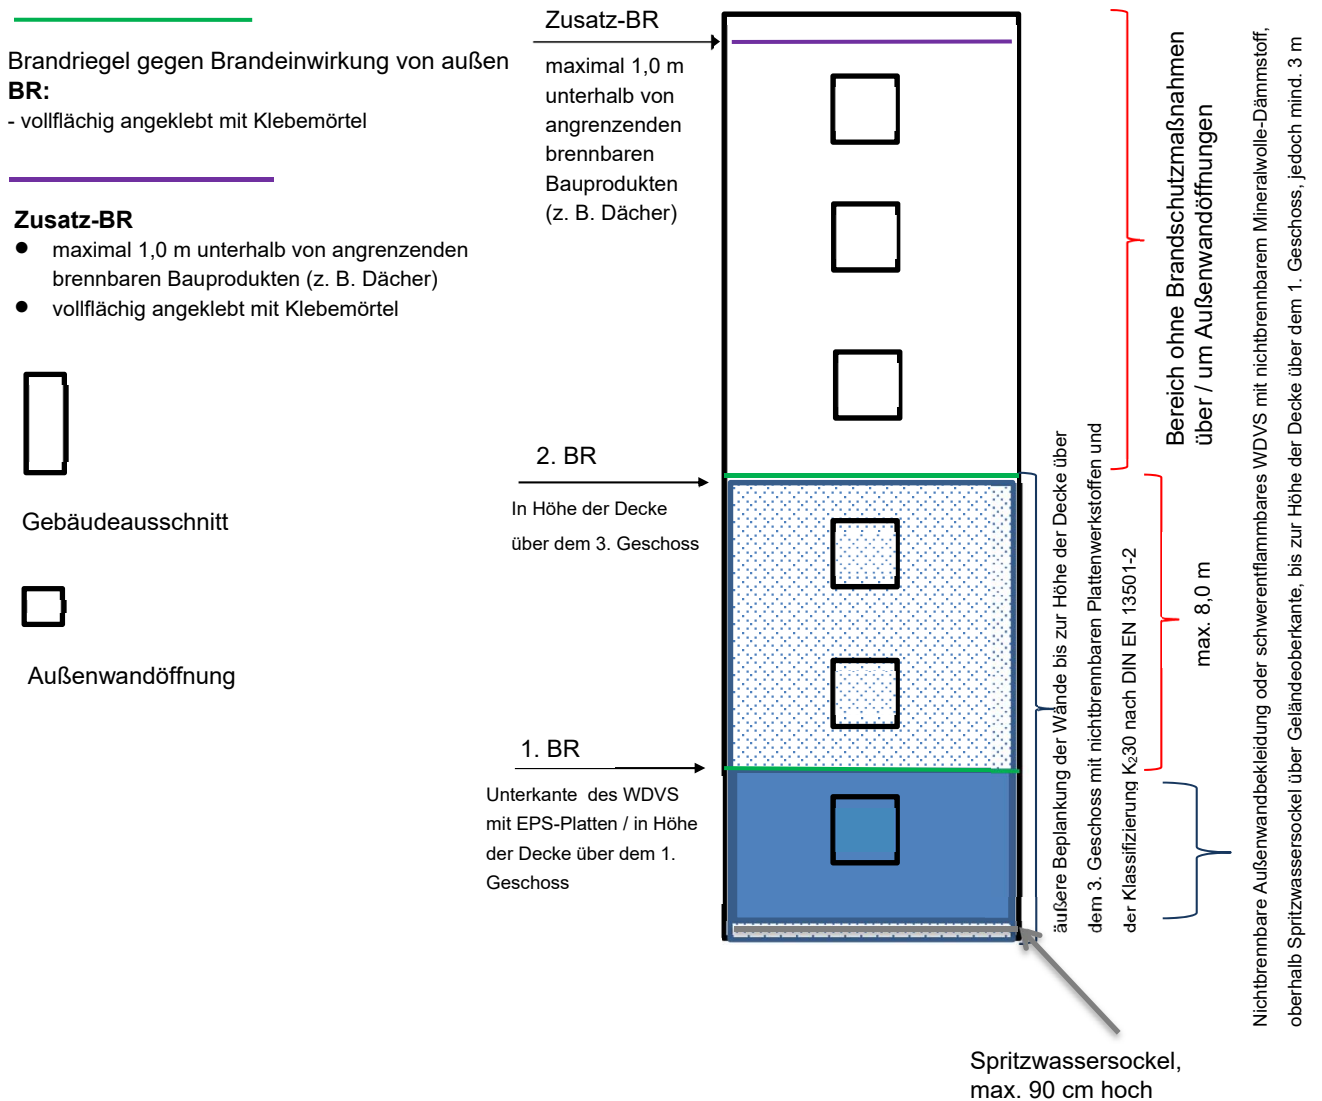 Brandriegel gegen Brandeinwirkung von außen
BR:
- vollflächig angeklebt mit Klebemörtel
Zusatz-BR
● maximal 1,0 m unterhalb von angrenzenden
brennbaren Bauprodukten (z. B. Dächer)
● vollflächig angeklebt mit Klebemörtel
Gebäudeausschnitt
Außenwandöffnung
Zusatz-BR
maximal 1,0 m
unterhalb von
angrenzenden
brennbaren
Bauprodukten
(z. B. Dächer)
2. BR
In Höhe der Decke
über dem 3. Geschoss
1. BR
Unterkante des WDVS
mit EPS-Platten / in Höhe
der Decke über dem 1.
Geschoss
äußere Beplankung der Wände bis zur Höhe der Decke über
dem 3. Geschoss mit nichtbrennbaren Plattenwerkstoffen und
der Klassifizierung K₂30 nach DIN EN 13501-2
Bereich ohne Brandschutzmaßnahmen
über / um Außenwandöffnungen
max. 8,0 m
Nichtbrennbare Außenwandbekleidung oder schwerentflammbares WDVS mit nichtbrennbarem Mineralwolle-Dämmstoff,
oberhalb Spritzwassersockel über Geländeoberkante, bis zur Höhe der Decke über dem 1. Geschoss, jedoch mind. 3 m
Spritzwassersockel,
max. 90 cm hoch